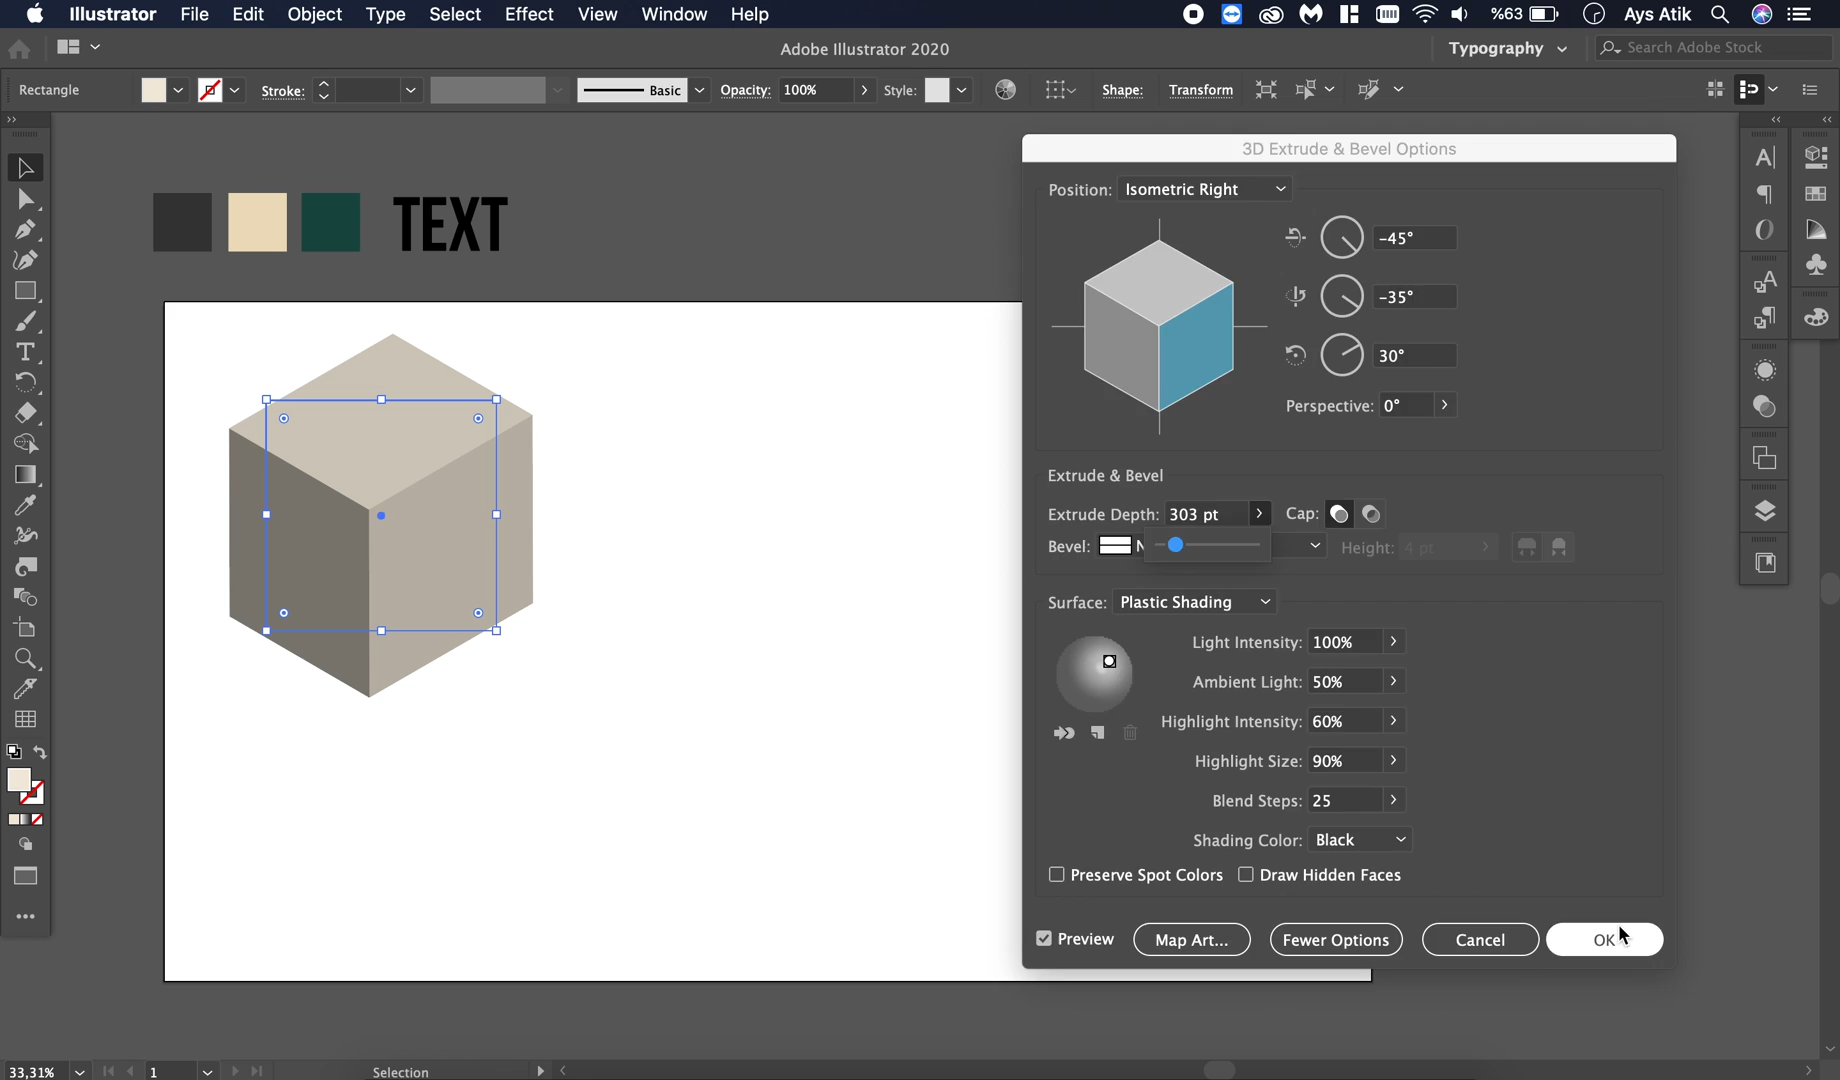 Illustrator File Edit Object Type Select Effect View Window Help %63 Ays Atik
Adobe Illustrator 2020 Typography Search Adobe Stock
Rectangle Stroke: Basic Opacity: 100% Style: Shape: Transform
3D Extrude & Bevel Options
Position: Isometric Right
TEXT
-45°
-35°
30°
Perspective: 0°
Extrude & Bevel
Extrude Depth: 303 pt Cap:
Bevel: N Height: 4 pt
Surface: Plastic Shading
Light Intensity: 100%
Ambient Light: 50%
Highlight Intensity: 60%
Highlight Size: 90%
Blend Steps: 25
Shading Color: Black
Preserve Spot Colors Draw Hidden Faces
Preview Map Art... Fewer Options Cancel OK
33,31% 1 Selection